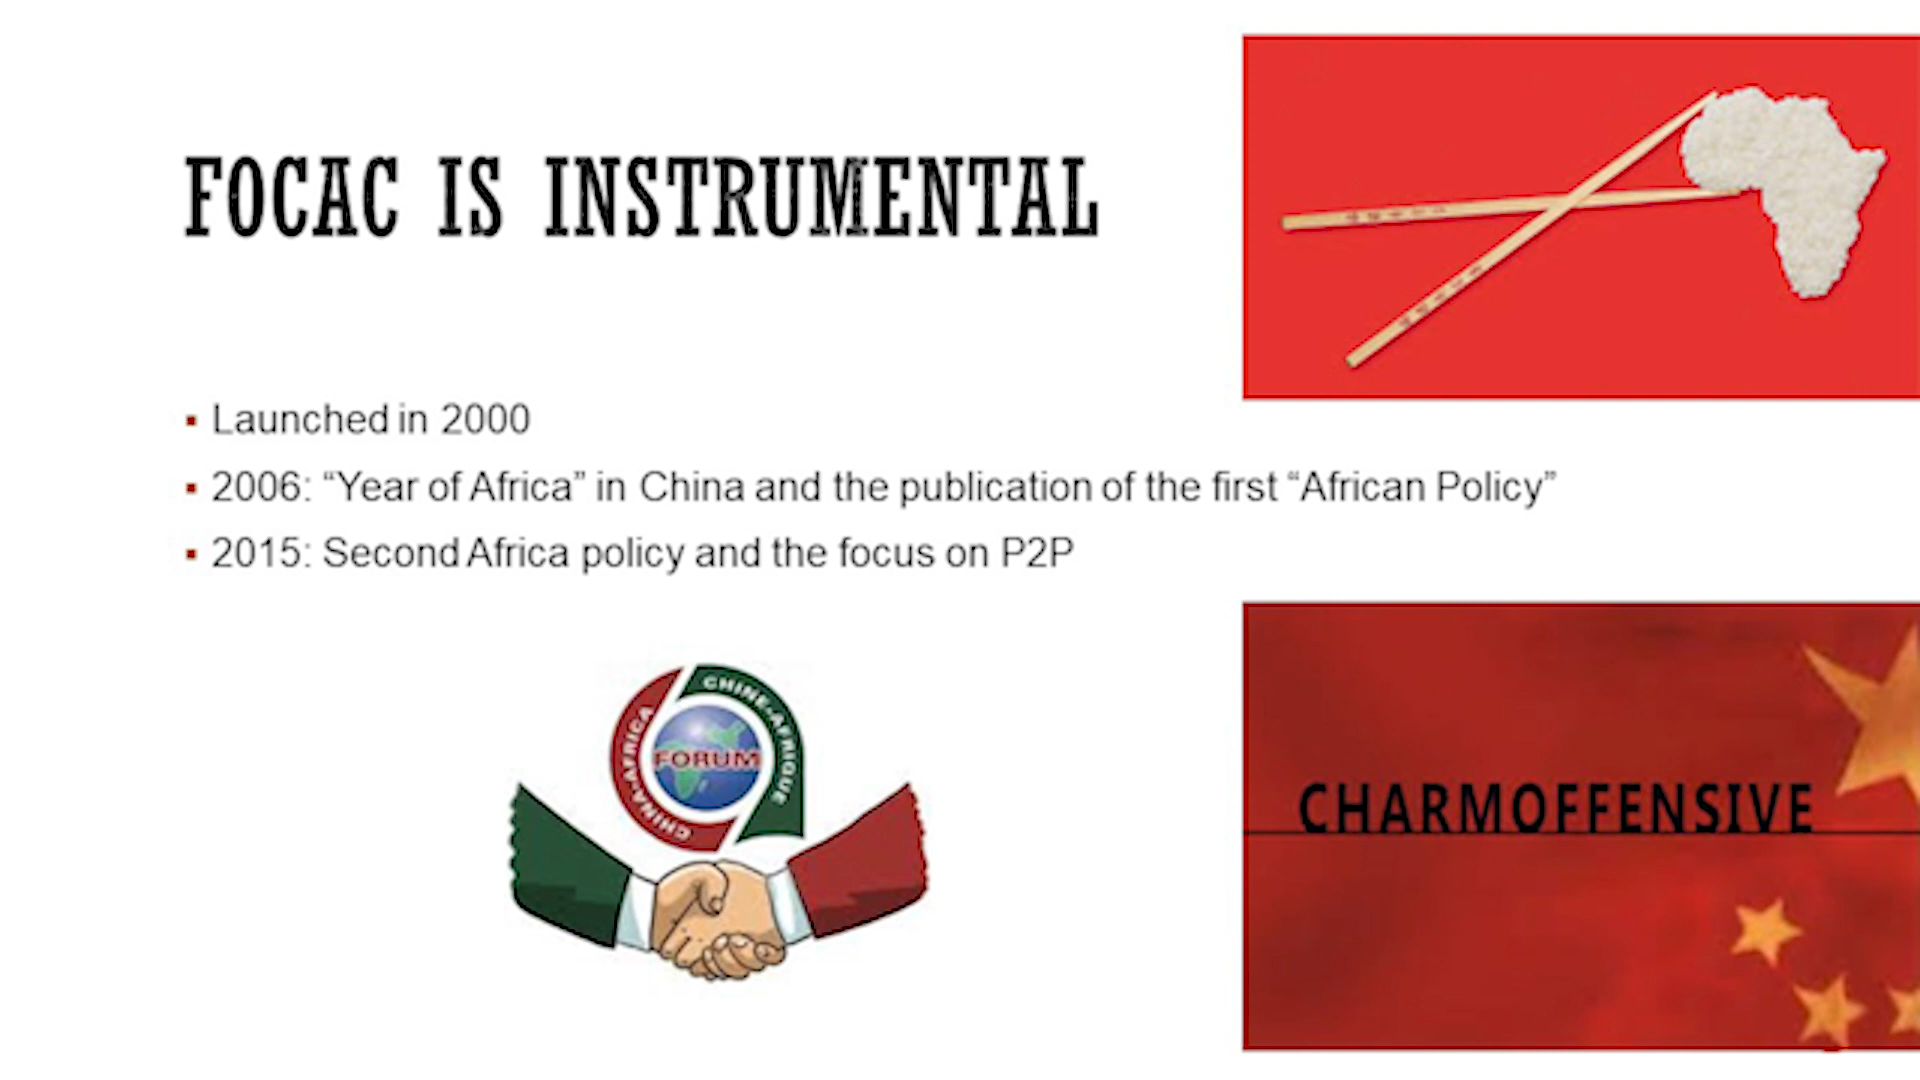 FOCAC IS INSTRUMENTAL
▪ Launched in 2000
▪ 2006: “Year of Africa” in China and the publication of the first “African Policy”
▪ 2015: Second Africa policy and the focus on P2P
CHINE-AFRIQUE
CHINA-AFRICA
FORUM
CHARMOFFENSIVE